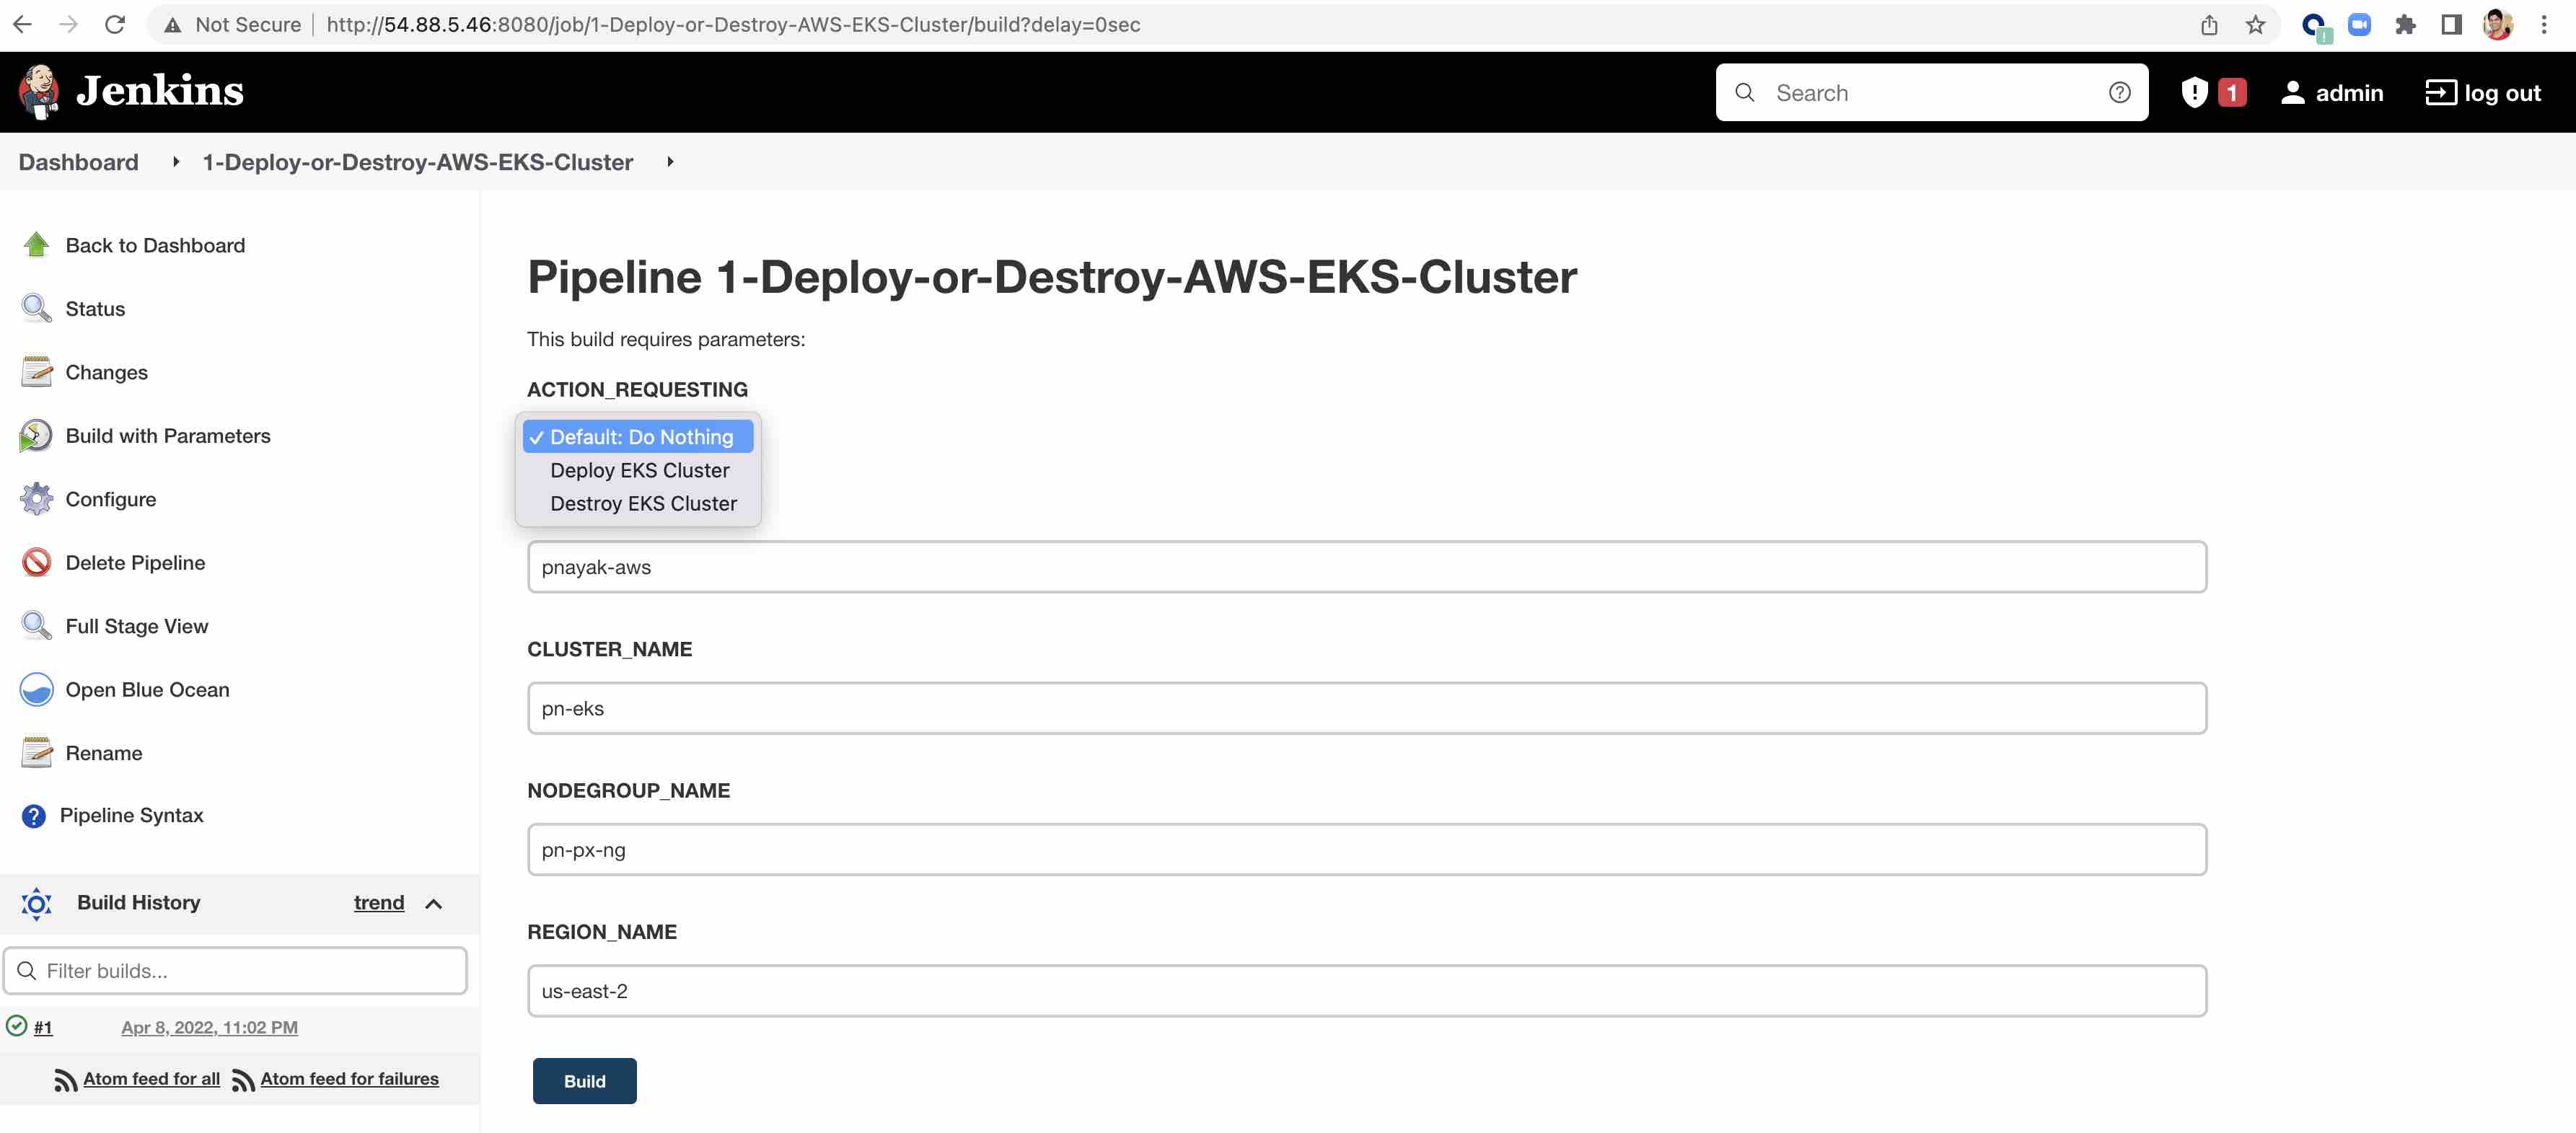 Not Secure | http://54.88.5.46:8080/job/1-Deploy-or-Destroy-AWS-EKS-Cluster/build?delay=0sec
Jenkins
Search
1
admin
log out
Dashboard
1-Deploy-or-Destroy-AWS-EKS-Cluster
Back to Dashboard
Status
Changes
Build with Parameters
Configure
Delete Pipeline
Full Stage View
Open Blue Ocean
Rename
Pipeline Syntax
Build History
trend
Filter builds...
#1
Apr 8, 2022, 11:02 PM
Atom feed for all
Atom feed for failures
Pipeline 1-Deploy-or-Destroy-AWS-EKS-Cluster
This build requires parameters:
ACTION_REQUESTING
✓ Default: Do Nothing
Deploy EKS Cluster
Destroy EKS Cluster
pnayak-aws
CLUSTER_NAME
pn-eks
NODEGROUP_NAME
pn-px-ng
REGION_NAME
us-east-2
Build